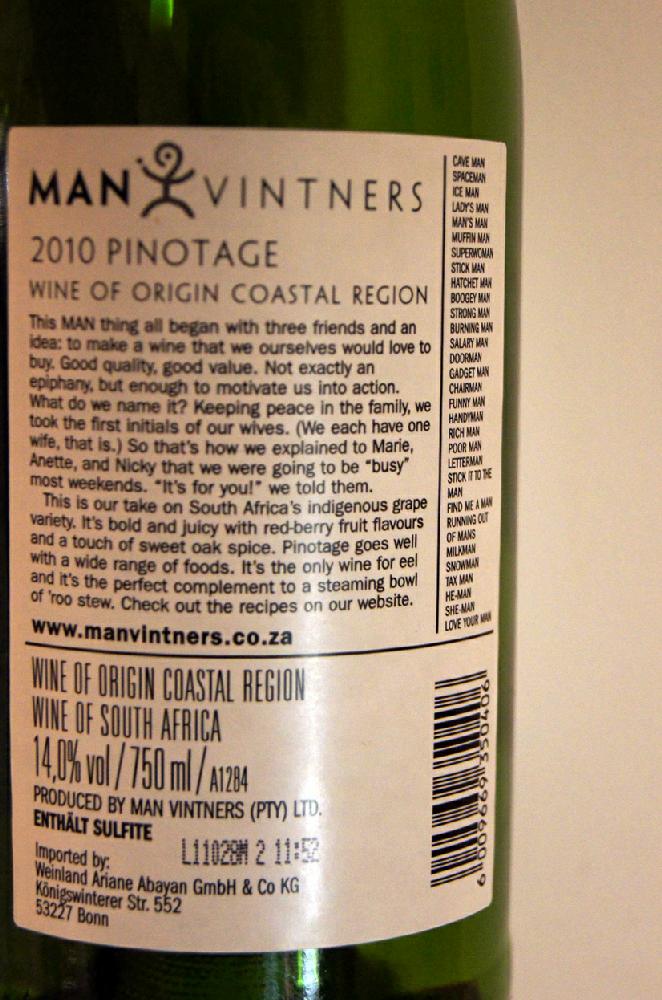 MAN VINTNERS
2010 PINOTAGE
WINE OF ORIGIN COASTAL REGION
This MAN thing all began with three friends and an
idea: to make a wine that we ourselves would love to
buy. Good quality, good value. Not exactly an
epiphany, but enough to motivate us into action.
What do we name it? Keeping peace in the family, we
took the first initials of our wives. (We each have one
wife, that is.) So that's how we explained to Marie,
Anette, and Nicky that we were going to be "busy"
most weekends. "It's for you!" we told them.
This is our take on South Africa's indigenous grape
variety. It's bold and juicy with red-berry fruit flavours
and a touch of sweet oak spice. Pinotage goes well
with a wide range of foods. It's the only wine for eel
and it's the perfect complement to a steaming bowl
of 'roo stew. Check out the recipes on our website.
www.manvintners.co.za
CAVE MAN
SPACEMAN
ICE MAN
LADY'S MAN
MAN'S MAN
MUFFIN MAN
SUPERWOMAN
STICK MAN
HATCHET MAN
BOOGEY MAN
STRONG MAN
BURNING MAN
SALARY MAN
DOORMAN
GADGET MAN
CHAIRMAN
FUNNY MAN
HANDYMAN
RICH MAN
POOR MAN
LETTERMAN
STICK IT TO THE
MAN
FIND ME A MAN
RUNNING OUT
OF MANS
MILKMAN
SNOWMAN
TAX MAN
HE-MAN
SHE-MAN
LOVE YOUR MAN
WINE OF ORIGIN COASTAL REGION
WINE OF SOUTH AFRICA
14,0% vol / 750 ml / A1284
PRODUCED BY MAN VINTNERS (PTY) LTD.
ENTHÄLT SULFITE
L11028M 2 11:52
Imported by:
Weinland Ariane Abayan GmbH & Co KG
Königswinterer Str. 552
53227 Bonn
6 009669 350406